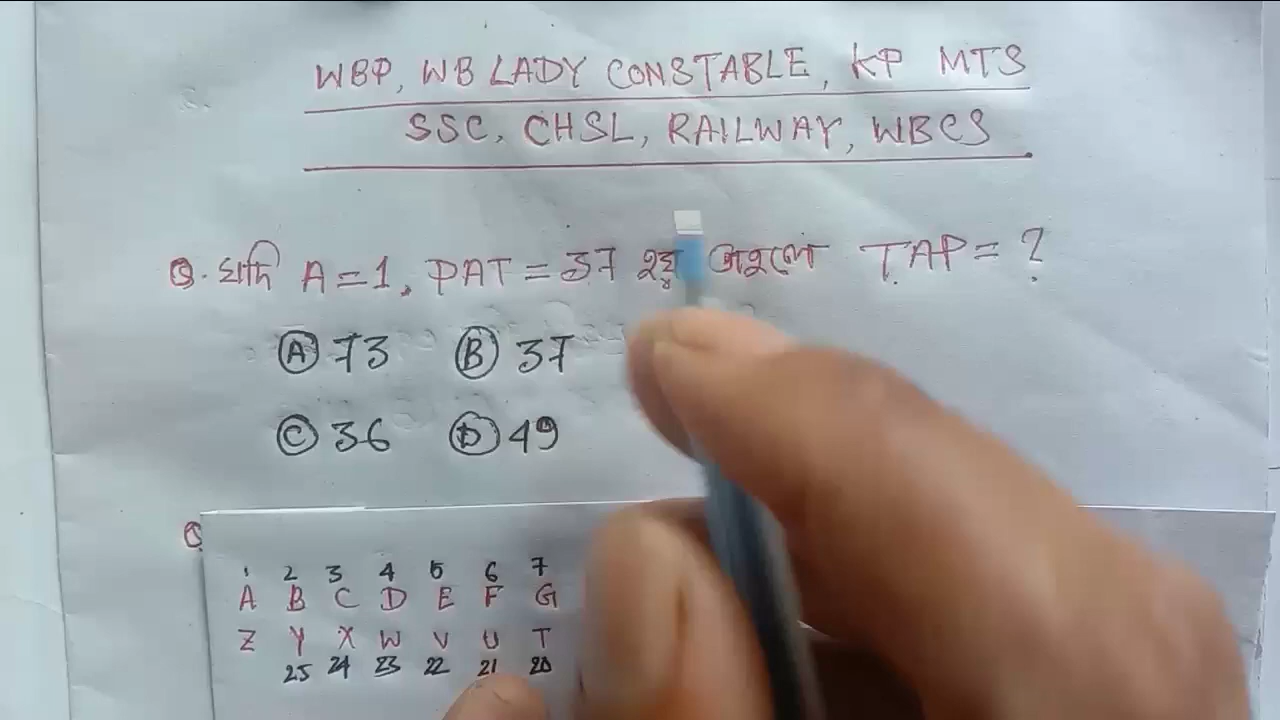 WBP, WB LADY CONSTABLE, KP MTS
SSC, CHSL, RAILWAY, WBCS
Q. যদি A=1, PAT=37 হয় তাহলে TAP=?
(A) 73 (B) 37
(C) 36 (D) 49
Q
1 2 3 4 5 6 7
A B C D E F G
Z Y X W V U T
25 24 23 22 21 20